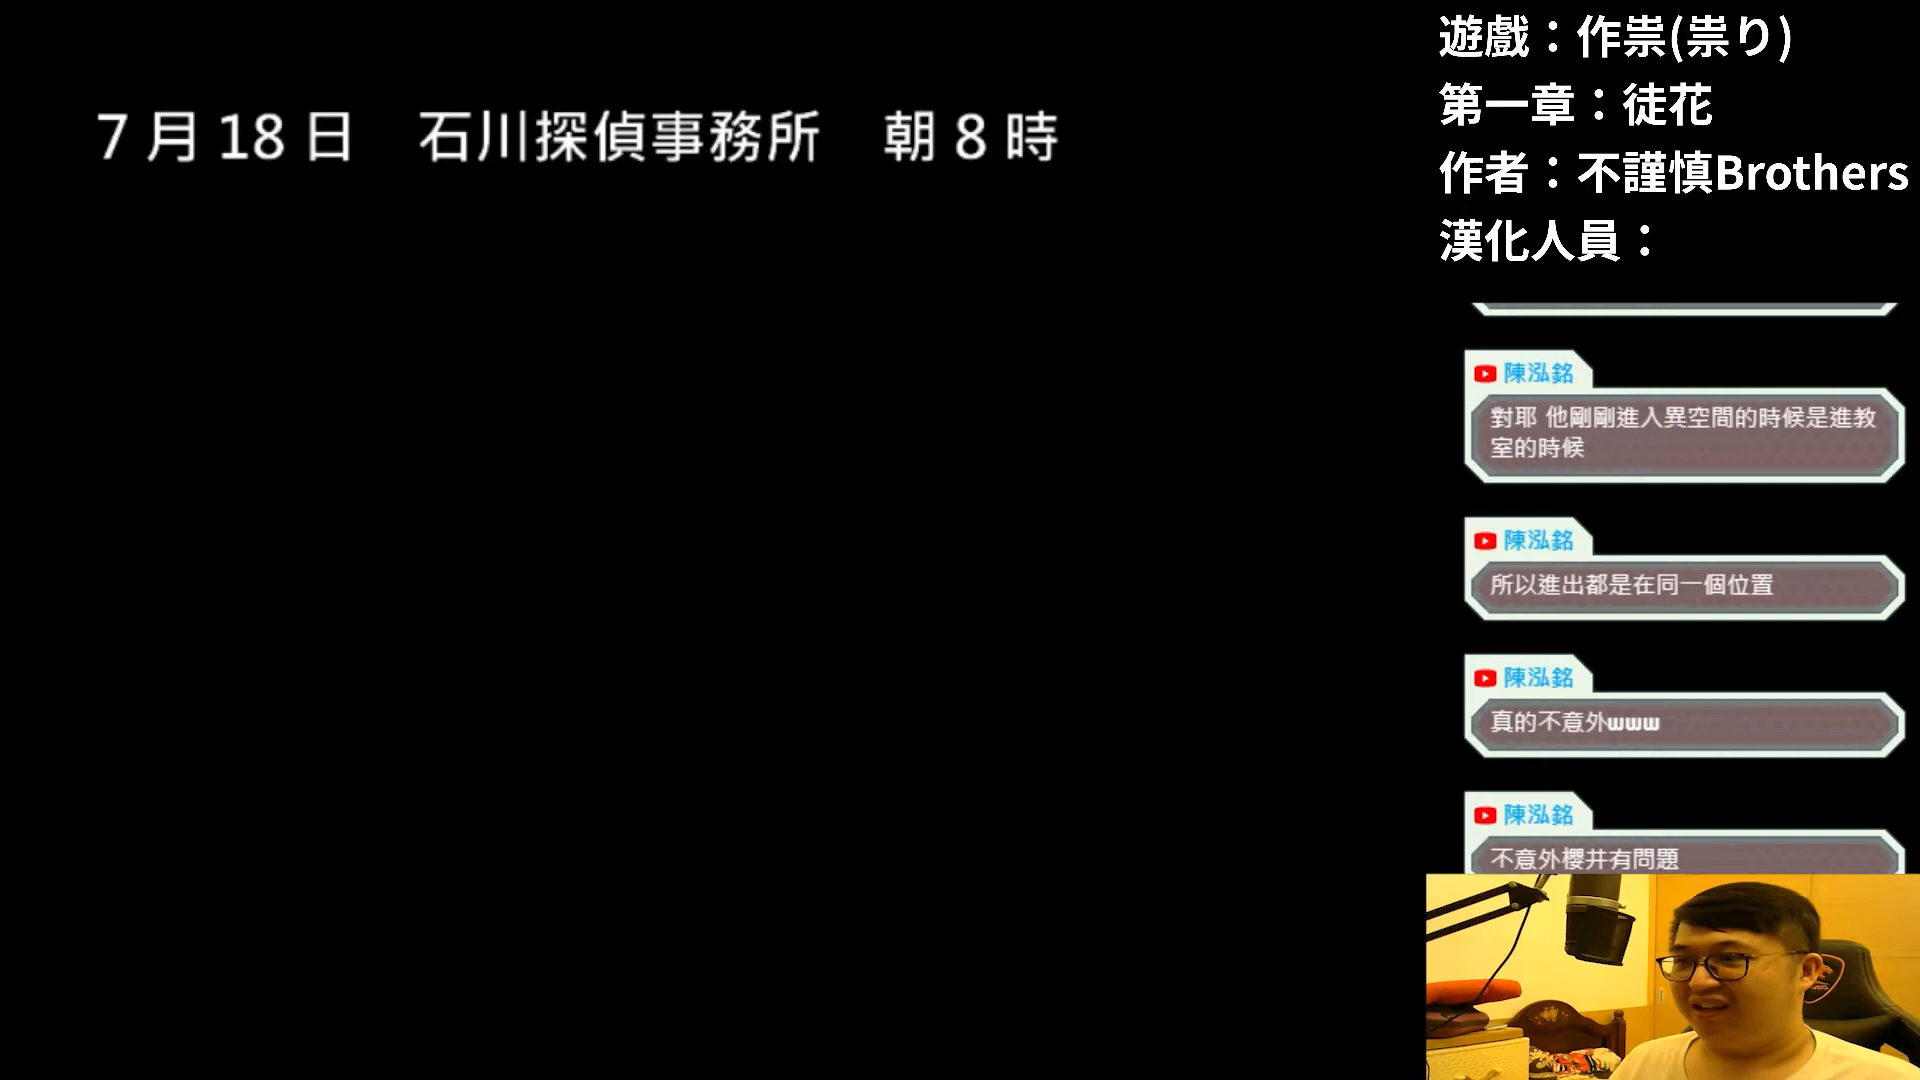 7月18日　石川探偵事務所　朝8時
遊戲：作祟(祟り)
第一章：徒花
作者：不謹慎Brothers
漢化人員：
陳泓銘
對耶 他剛剛進入異空間的時候是進教
室的時候
陳泓銘
所以進出都是在同一個位置
陳泓銘
真的不意外www
陳泓銘
不意外櫻井有問題